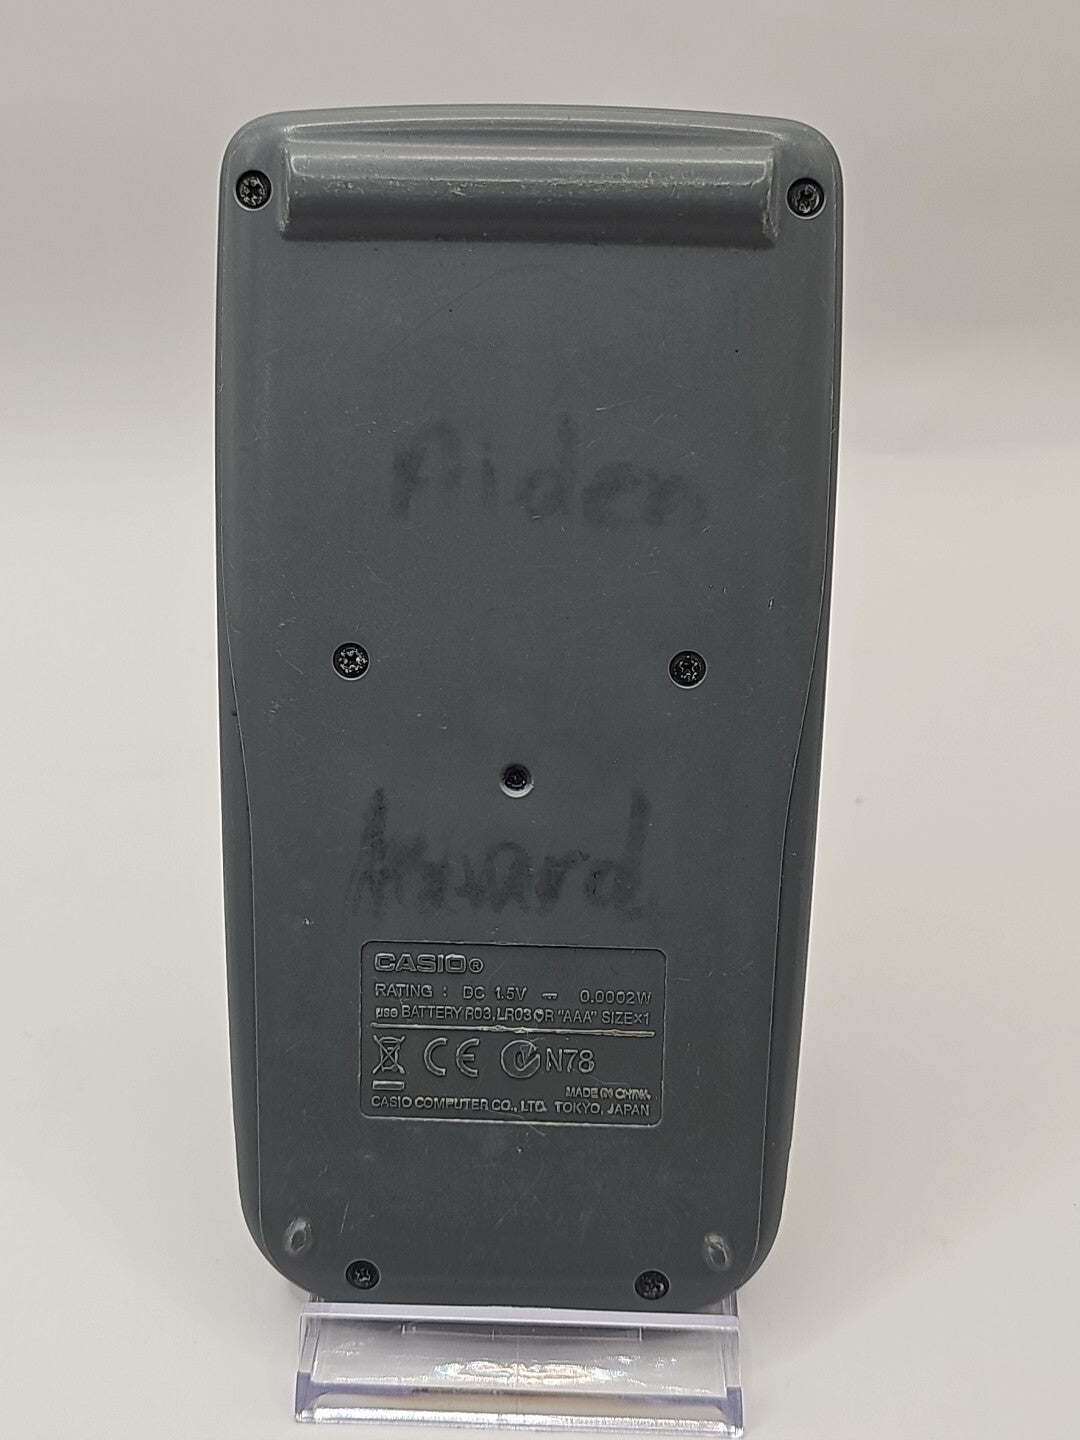 Aiden
CASIO®
RATING : DC 1.5V ⎓ 0.0002W
use BATTERY R03, LR03 OR "AAA" SIZE×1
CE N78
MADE IN CHINA
CASIO COMPUTER CO., LTD. TOKYO, JAPAN